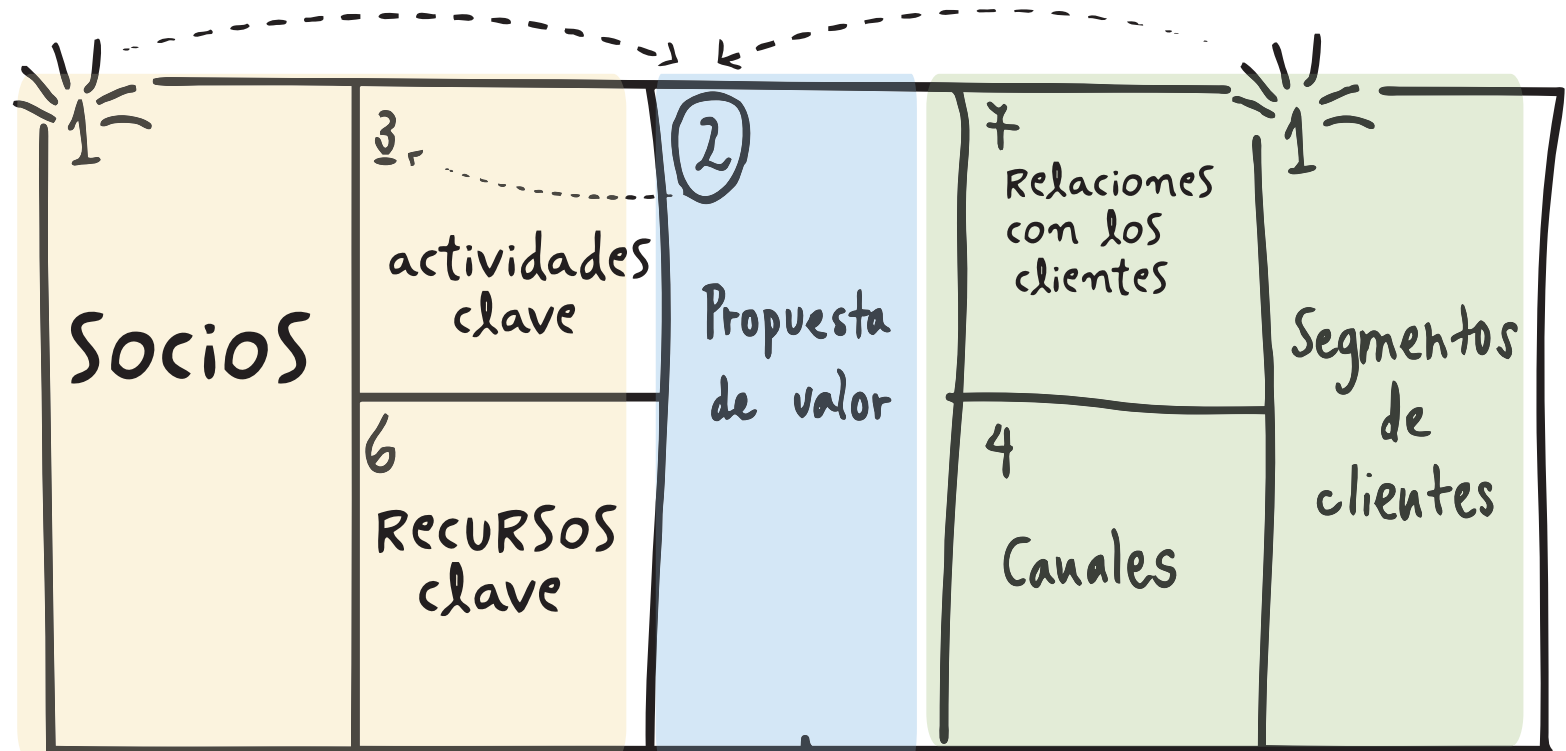 1
Socios
3
actividades
clave
6
Recursos
clave
2
Propuesta
de valor
7
Relaciones
con los
clientes
4
Canales
1
Segmentos
de
clientes